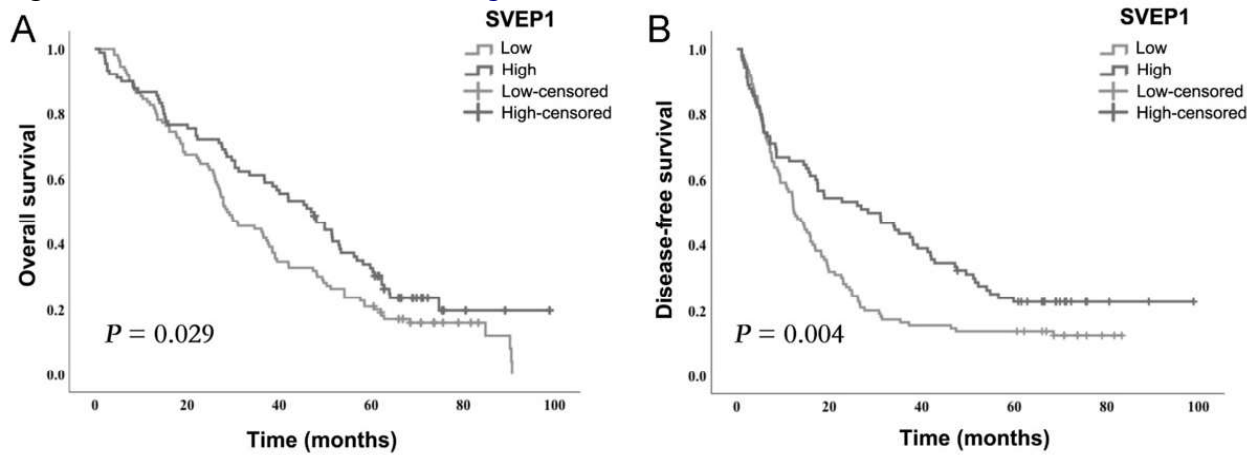 A
SVEP1
Low
High
Low-censored
High-censored
Overall survival
1.0
0.8
0.6
0.4
0.2
0.0
P = 0.029
0 20 40 60 80 100
Time (months)
B
SVEP1
Low
High
Low-censored
High-censored
Disease-free survival
1.0
0.8
0.6
0.4
0.2
0.0
P = 0.004
0 20 40 60 80 100
Time (months)